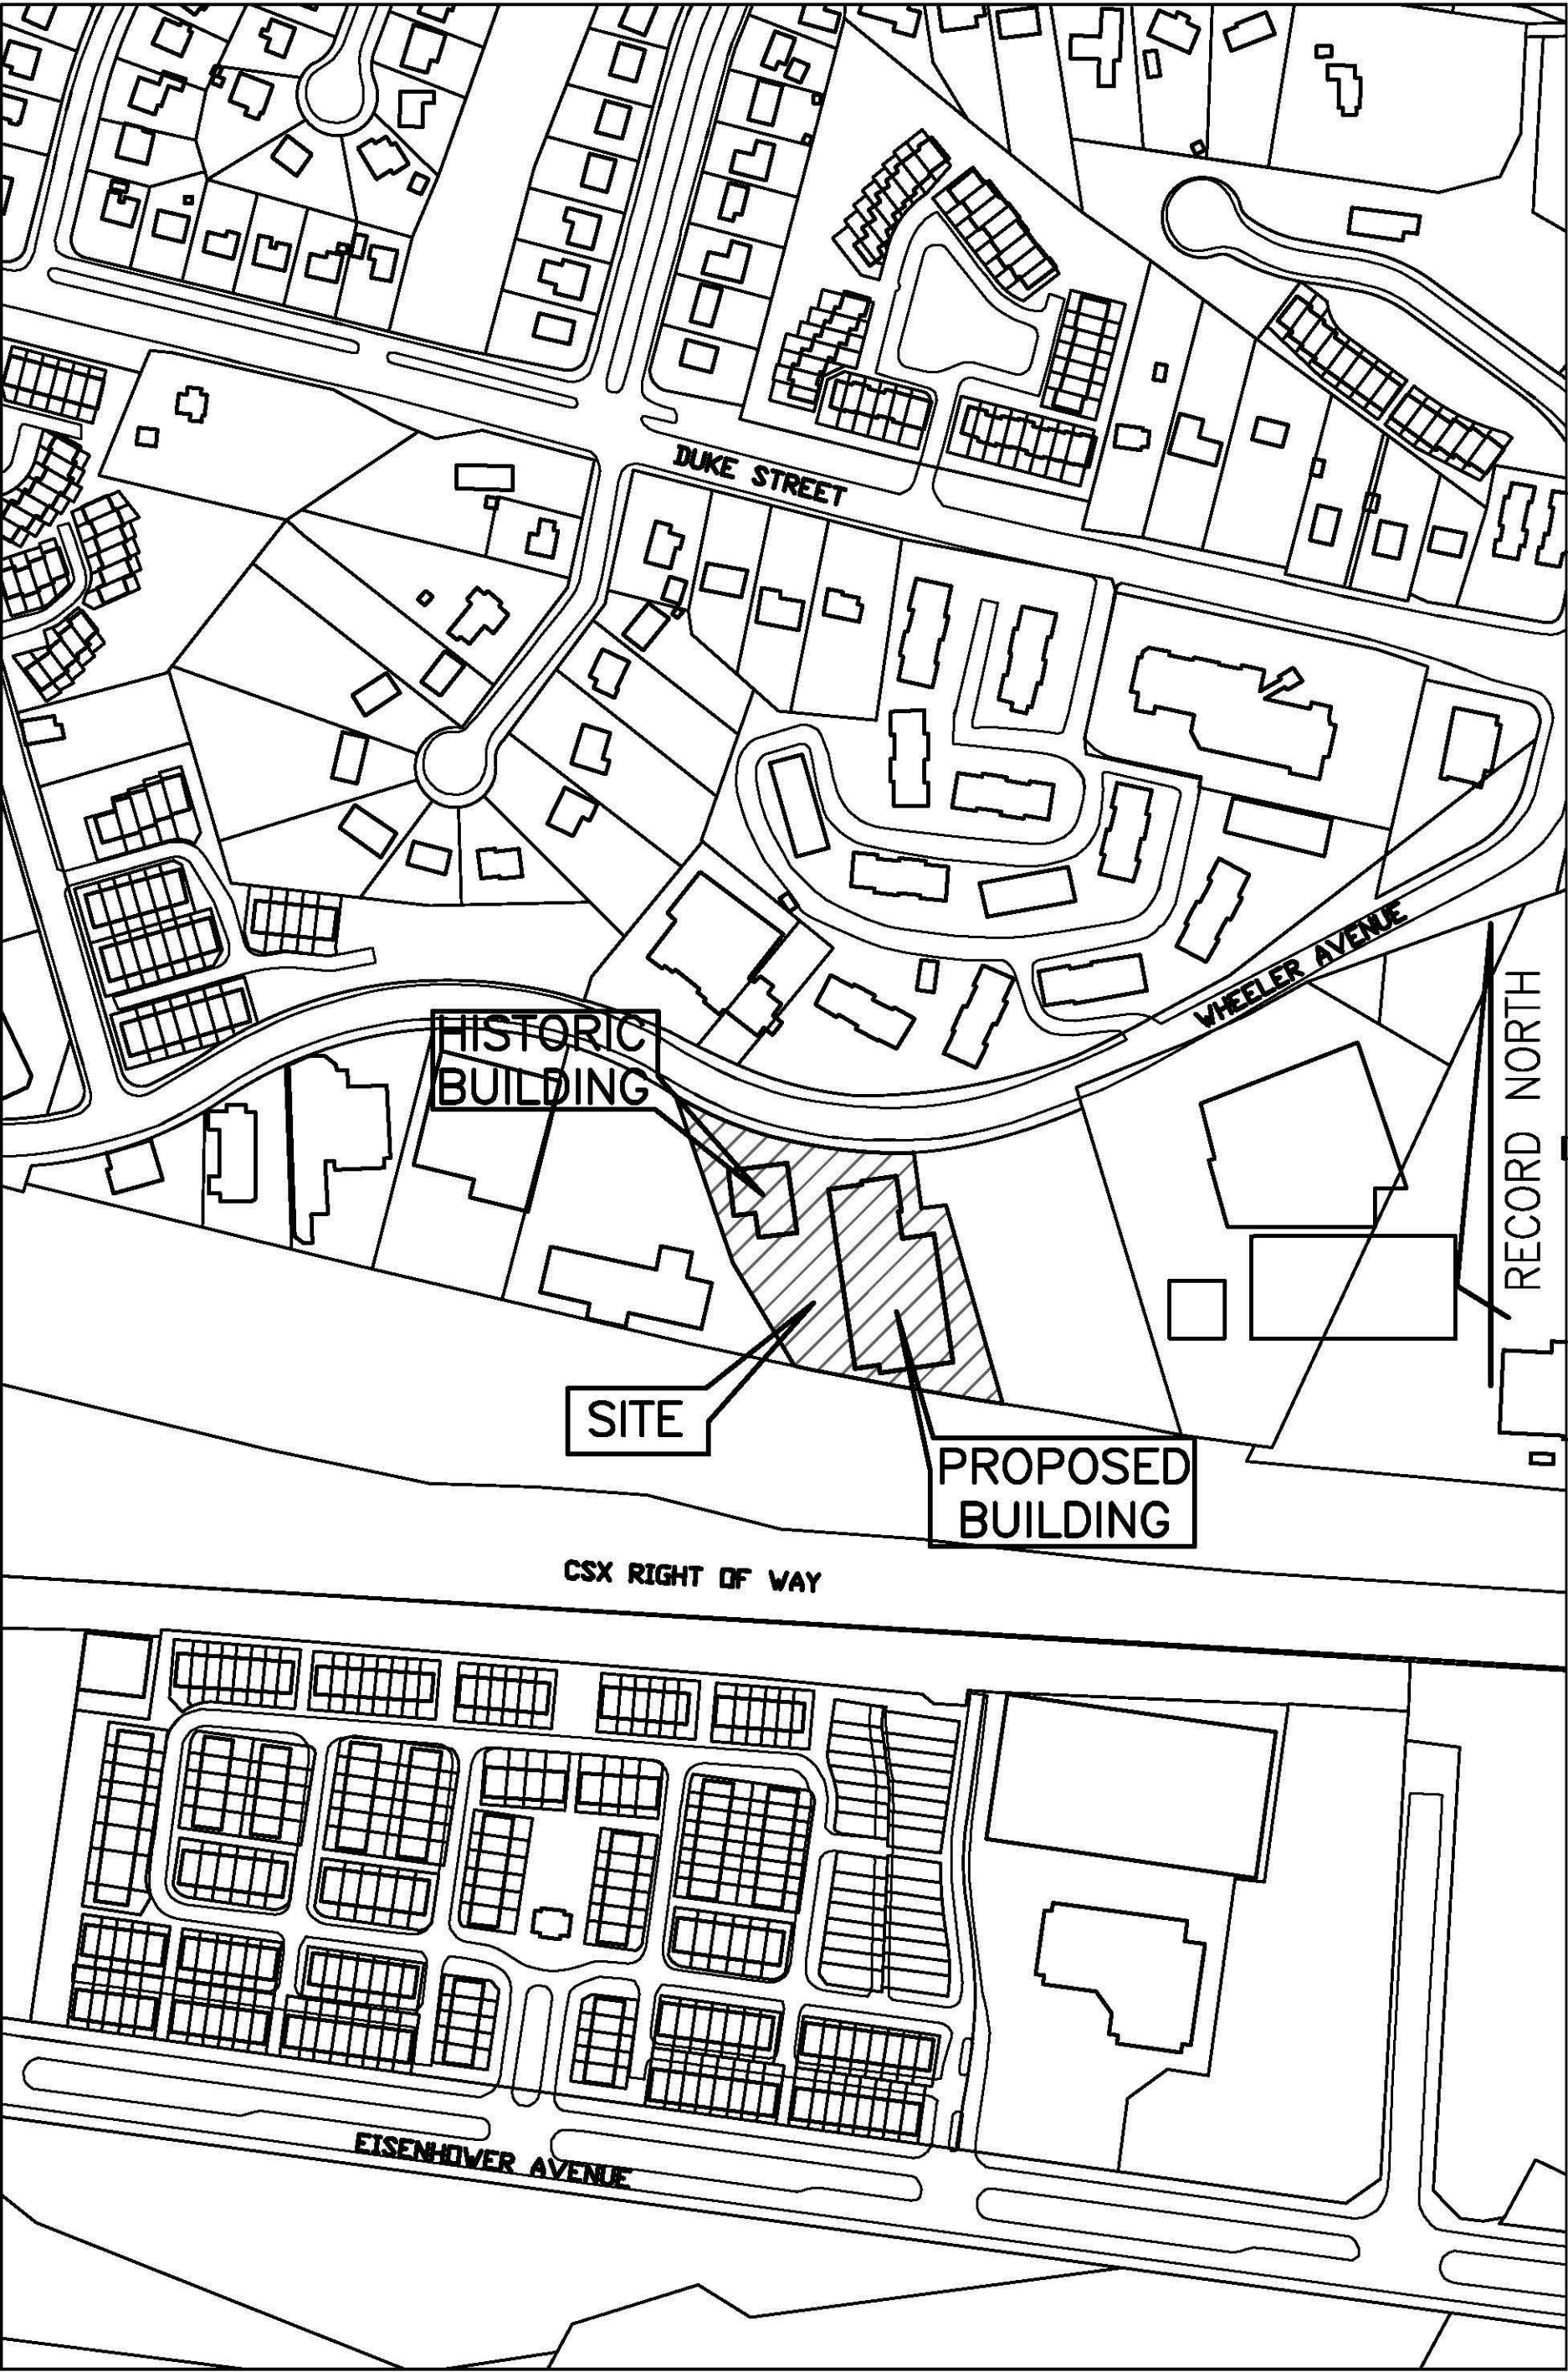 DUKE STREET
WHEELER AVENUE
RECORD NORTH
HISTORIC
BUILDING
SITE
PROPOSED
BUILDING
CSX RIGHT OF WAY
EISENHOWER AVENUE